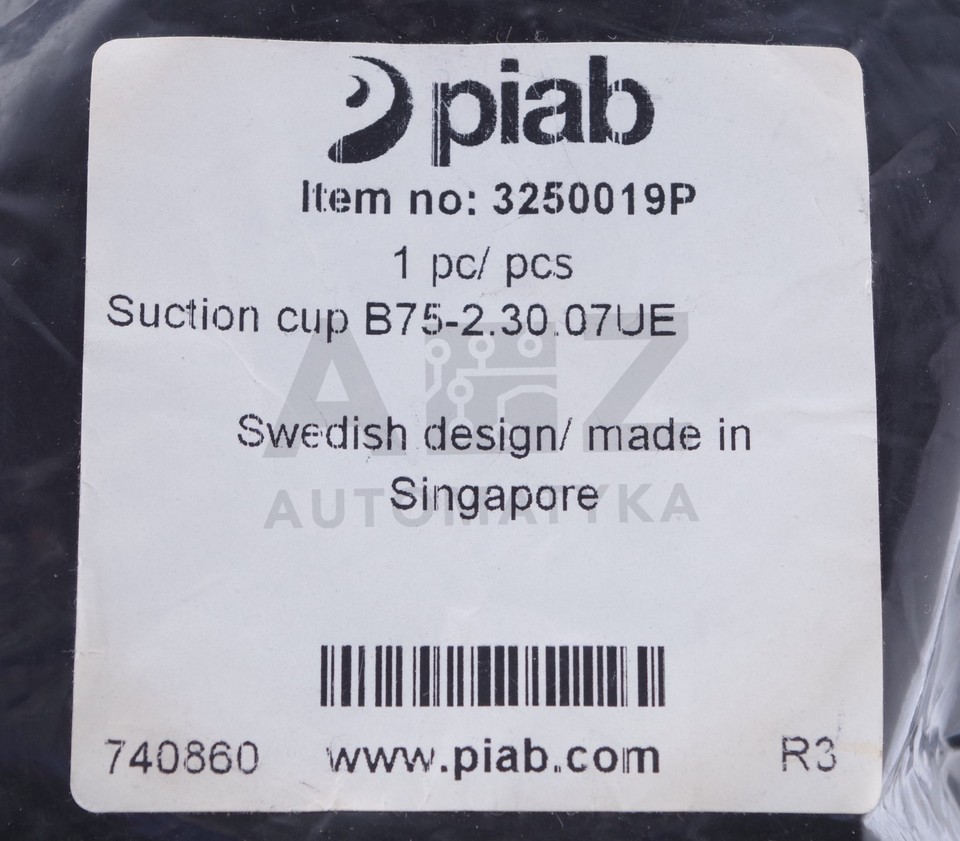 piab
Item no: 3250019P
1 pc/ pcs
Suction cup B75-2.30.07UE
A Z
Swedish design/ made in
Singapore
AUTOMATYKA
740860 www.piab.com R3